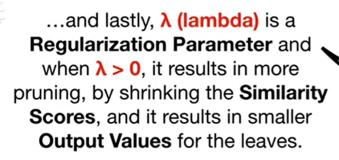 ...and lastly, λ (lambda) is a
Regularization Parameter and
when λ > 0, it results in more
pruning, by shrinking the Similarity
Scores, and it results in smaller
Output Values for the leaves.